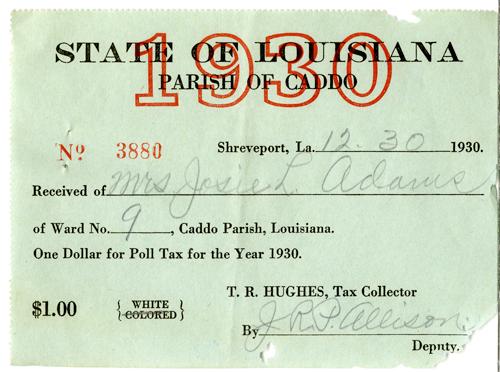 STATE OF LOUISIANA
1930
PARISH OF CADDO
Nº 3880 Shreveport, La. 12-30 1930.
Received of Mrs Josie L. Adams
of Ward No. 9, Caddo Parish, Louisiana.
One Dollar for Poll Tax for the Year 1930.
T. R. HUGHES, Tax Collector
$1.00 { WHITE COLORED }
By J. R. P. Allison
Deputy.